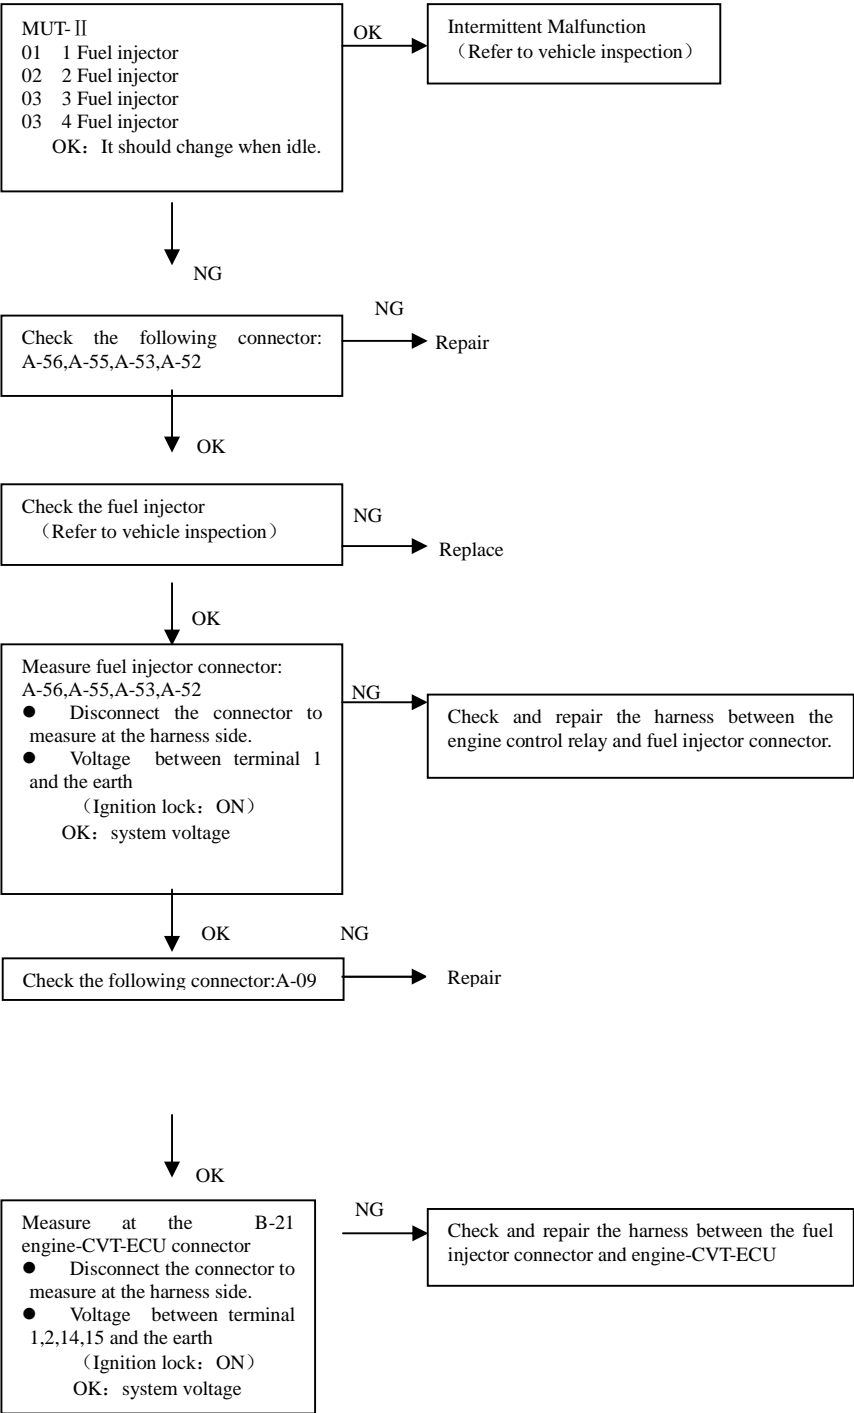 MUT-Ⅱ
01 1 Fuel injector
02 2 Fuel injector
03 3 Fuel injector
03 4 Fuel injector
OK：It should change when idle.
OK
Intermittent Malfunction
（Refer to vehicle inspection）
NG
Check the following connector:
A-56,A-55,A-53,A-52
NG
Repair
OK
Check the fuel injector
（Refer to vehicle inspection）
NG
Replace
OK
Measure fuel injector connector:
A-56,A-55,A-53,A-52
● Disconnect the connector to
measure at the harness side.
● Voltage between terminal 1
and the earth
（Ignition lock：ON）
OK：system voltage
NG
Check and repair the harness between the
engine control relay and fuel injector connector.
OK
NG
Check the following connector:A-09
Repair
OK
Measure at the B-21
engine-CVT-ECU connector
● Disconnect the connector to
measure at the harness side.
● Voltage between terminal
1,2,14,15 and the earth
（Ignition lock：ON）
OK：system voltage
NG
Check and repair the harness between the fuel
injector connector and engine-CVT-ECU